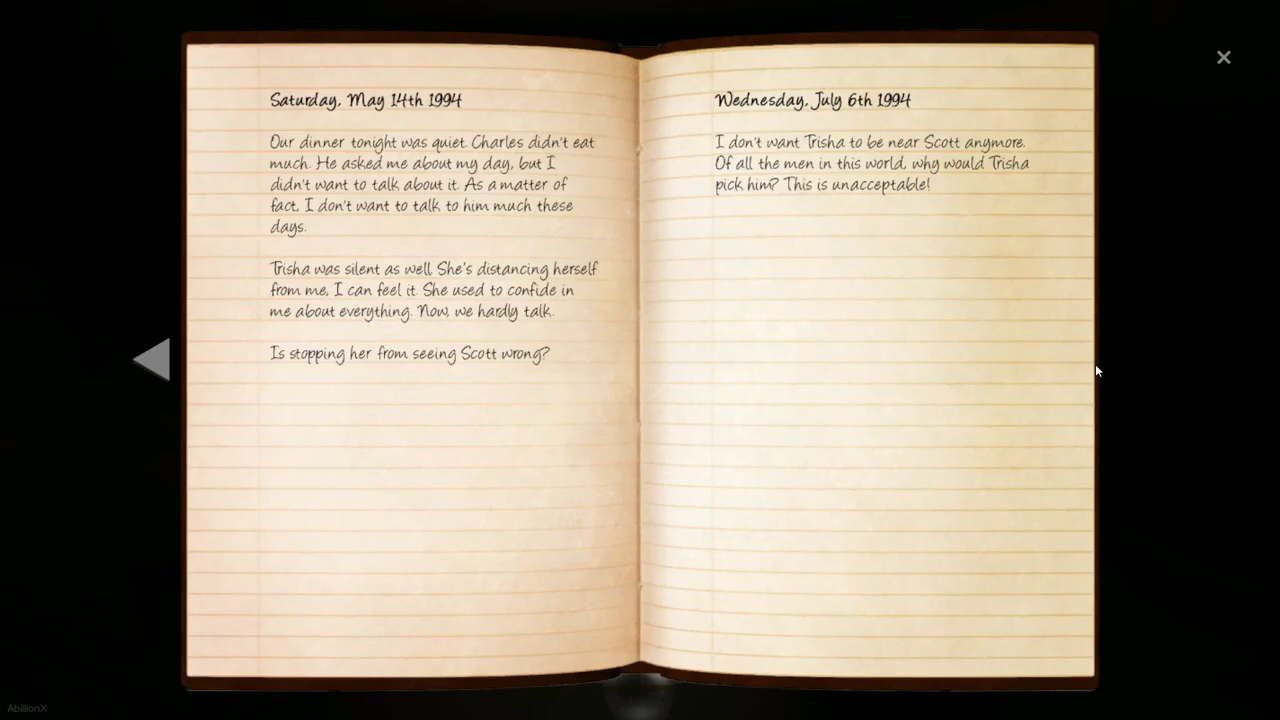 Saturday, May 14th 1994
Our dinner tonight was quiet. Charles didn't eat
much. He asked me about my day, but I
didn't want to talk about it. As a matter of
fact, I don't want to talk to him much these
days.
Trisha was silent as well. She's distancing herself
from me, I can feel it. She used to confide in
me about everything. Now, we hardly talk.
Is stopping her from seeing Scott wrong?
Wednesday, July 6th 1994
I don't want Trisha to be near Scott anymore.
Of all the men in this world, why would Trisha
pick him? This is unacceptable!
AbillionX